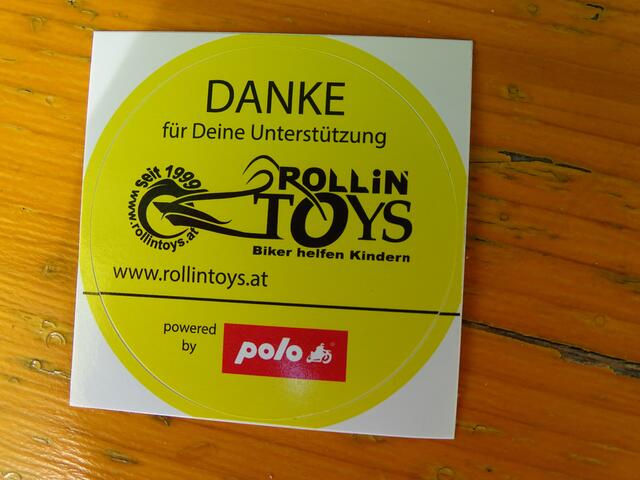 DANKE
für Deine Unterstützung
seit 1999
www.rollintoys.at
ROLLiN
TOYS
Biker helfen Kindern
www.rollintoys.at
powered
by
polo